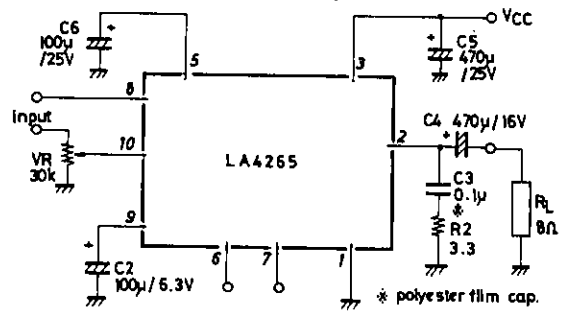 C6
100µ
/25V
+
5
3
VCC
+
C5
470µ
/25V
8
input
10
VR
30k
LA4265
2
C4 470µ/16V
+
C3
0.1µ
※
R2
3.3
RL
8Ω
9
+
C2
100µ/6.3V
6
7
1
※ polyester film cap.